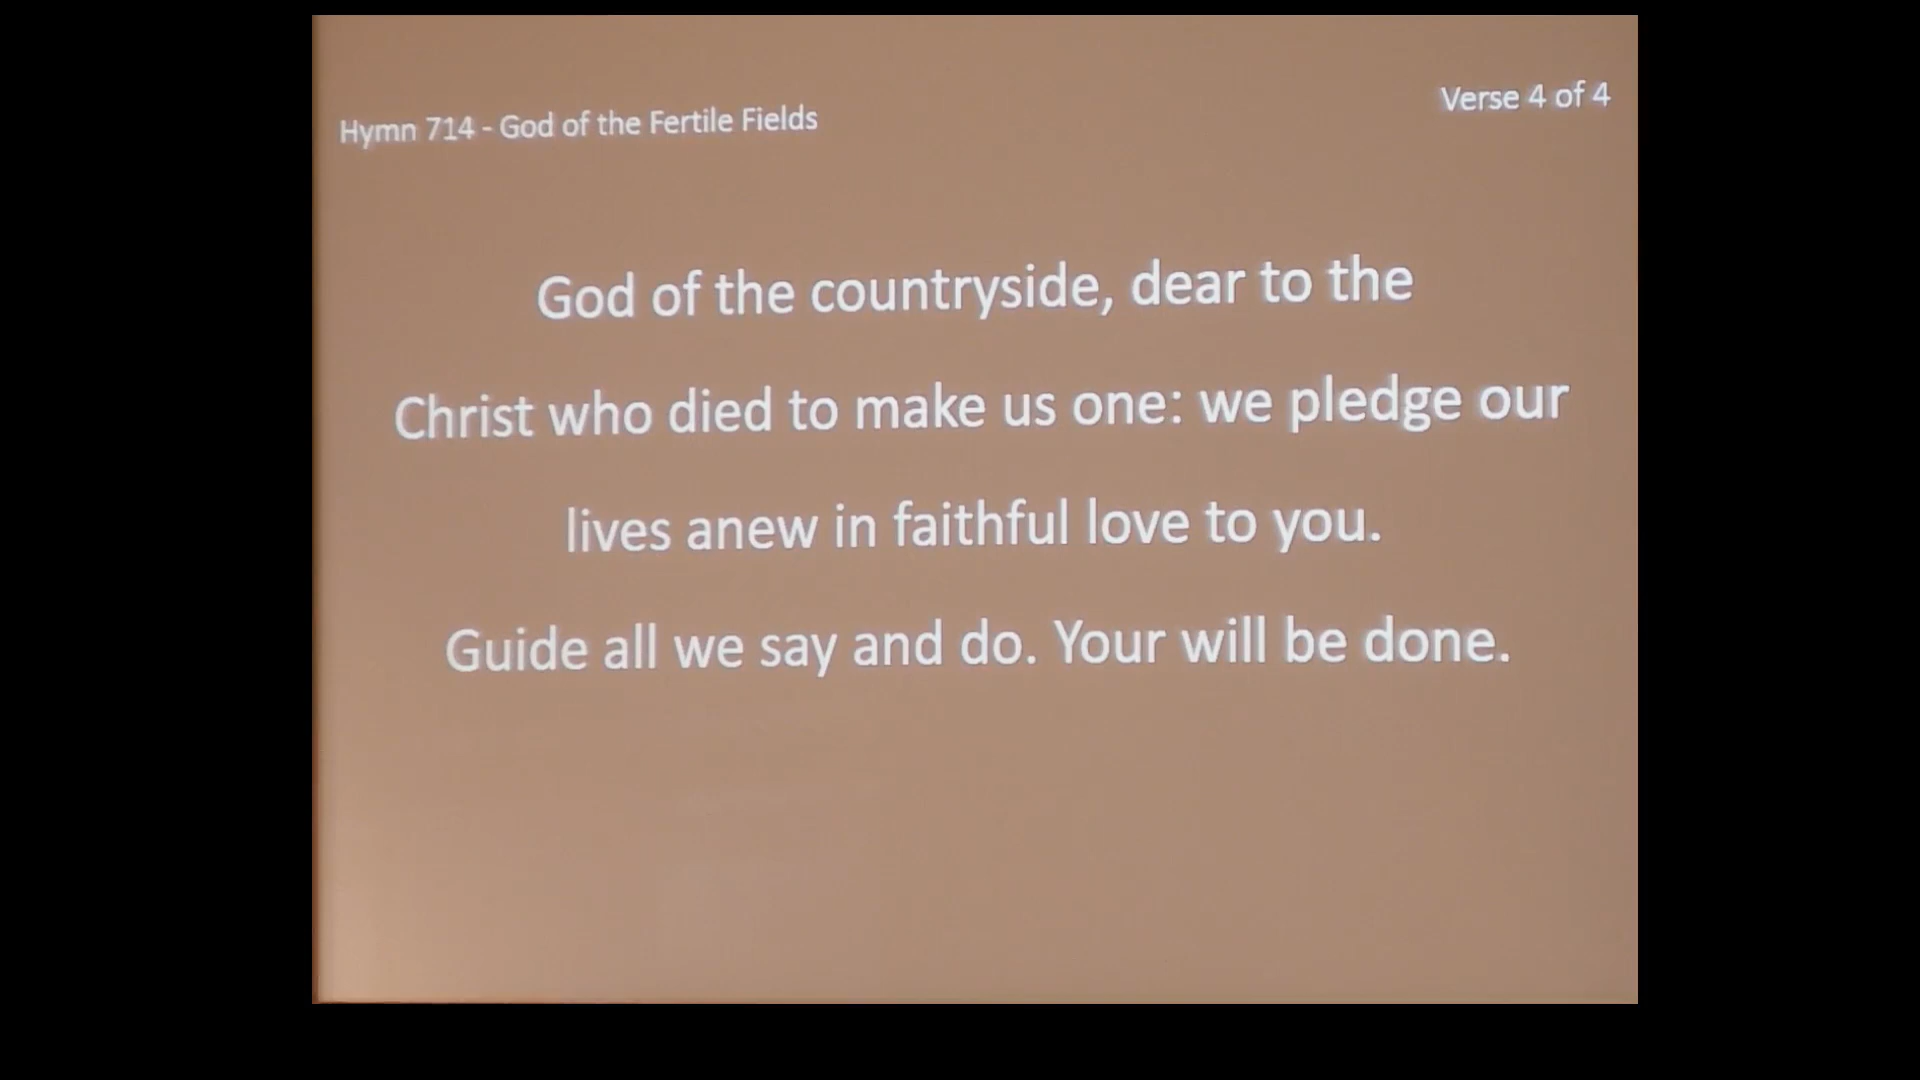 Hymn 714 - God of the Fertile Fields
Verse 4 of 4
God of the countryside, dear to the
Christ who died to make us one: we pledge our
lives anew in faithful love to you.
Guide all we say and do. Your will be done.